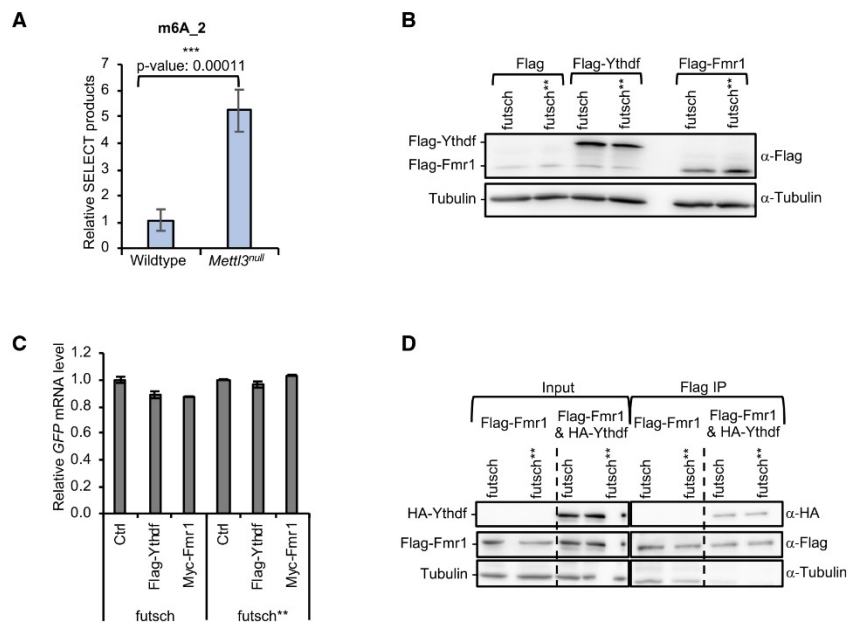 A
m6A_2
***
p-value: 0.00011
Relative SELECT products
7
6
5
4
3
2
1
0
Wildtype
Mettl3null
B
Flag
Flag-Ythdf
Flag-Fmr1
futsch
futsch**
futsch
futsch**
futsch
futsch**
Flag-Ythdf
Flag-Fmr1
α-Flag
Tubulin
α-Tubulin
C
Relative GFP mRNA level
1.2
1.0
0.8
0.6
0.4
0.2
0.0
Ctrl
Flag-Ythdf
Myc-Fmr1
Ctrl
Flag-Ythdf
Myc-Fmr1
futsch
futsch**
D
Input
Flag IP
Flag-Fmr1
Flag-Fmr1
& HA-Ythdf
Flag-Fmr1
Flag-Fmr1
& HA-Ythdf
futsch
futsch**
futsch
futsch**
futsch
futsch**
futsch
futsch**
HA-Ythdf
α-HA
Flag-Fmr1
α-Flag
Tubulin
α-Tubulin